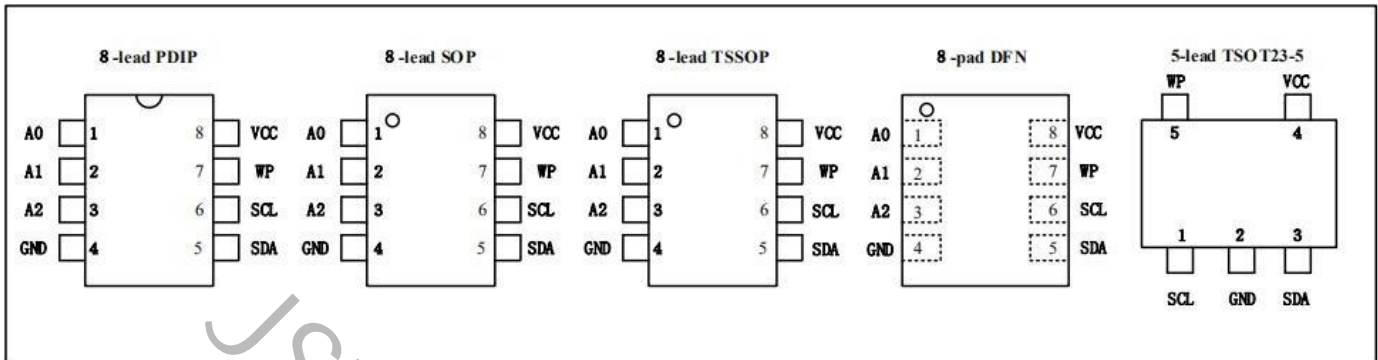 8-lead PDIP 8-lead SOP 8-lead TSSOP 8-pad DFN 5-lead TSOT23-5
WP VCC
A0 1 8 VCC A0 1 8 VCC A0 1 8 VCC A0 1 8 VCC 5 4
A1 2 7 WP A1 2 7 WP A1 2 7 WP A1 2 7 WP
A2 3 6 SCL A2 3 6 SCL A2 3 6 SCL A2 3 6 SCL
GND 4 5 SDA GND 4 5 SDA GND 4 5 SDA GND 4 5 SDA 1 2 3
SCL GND SDA